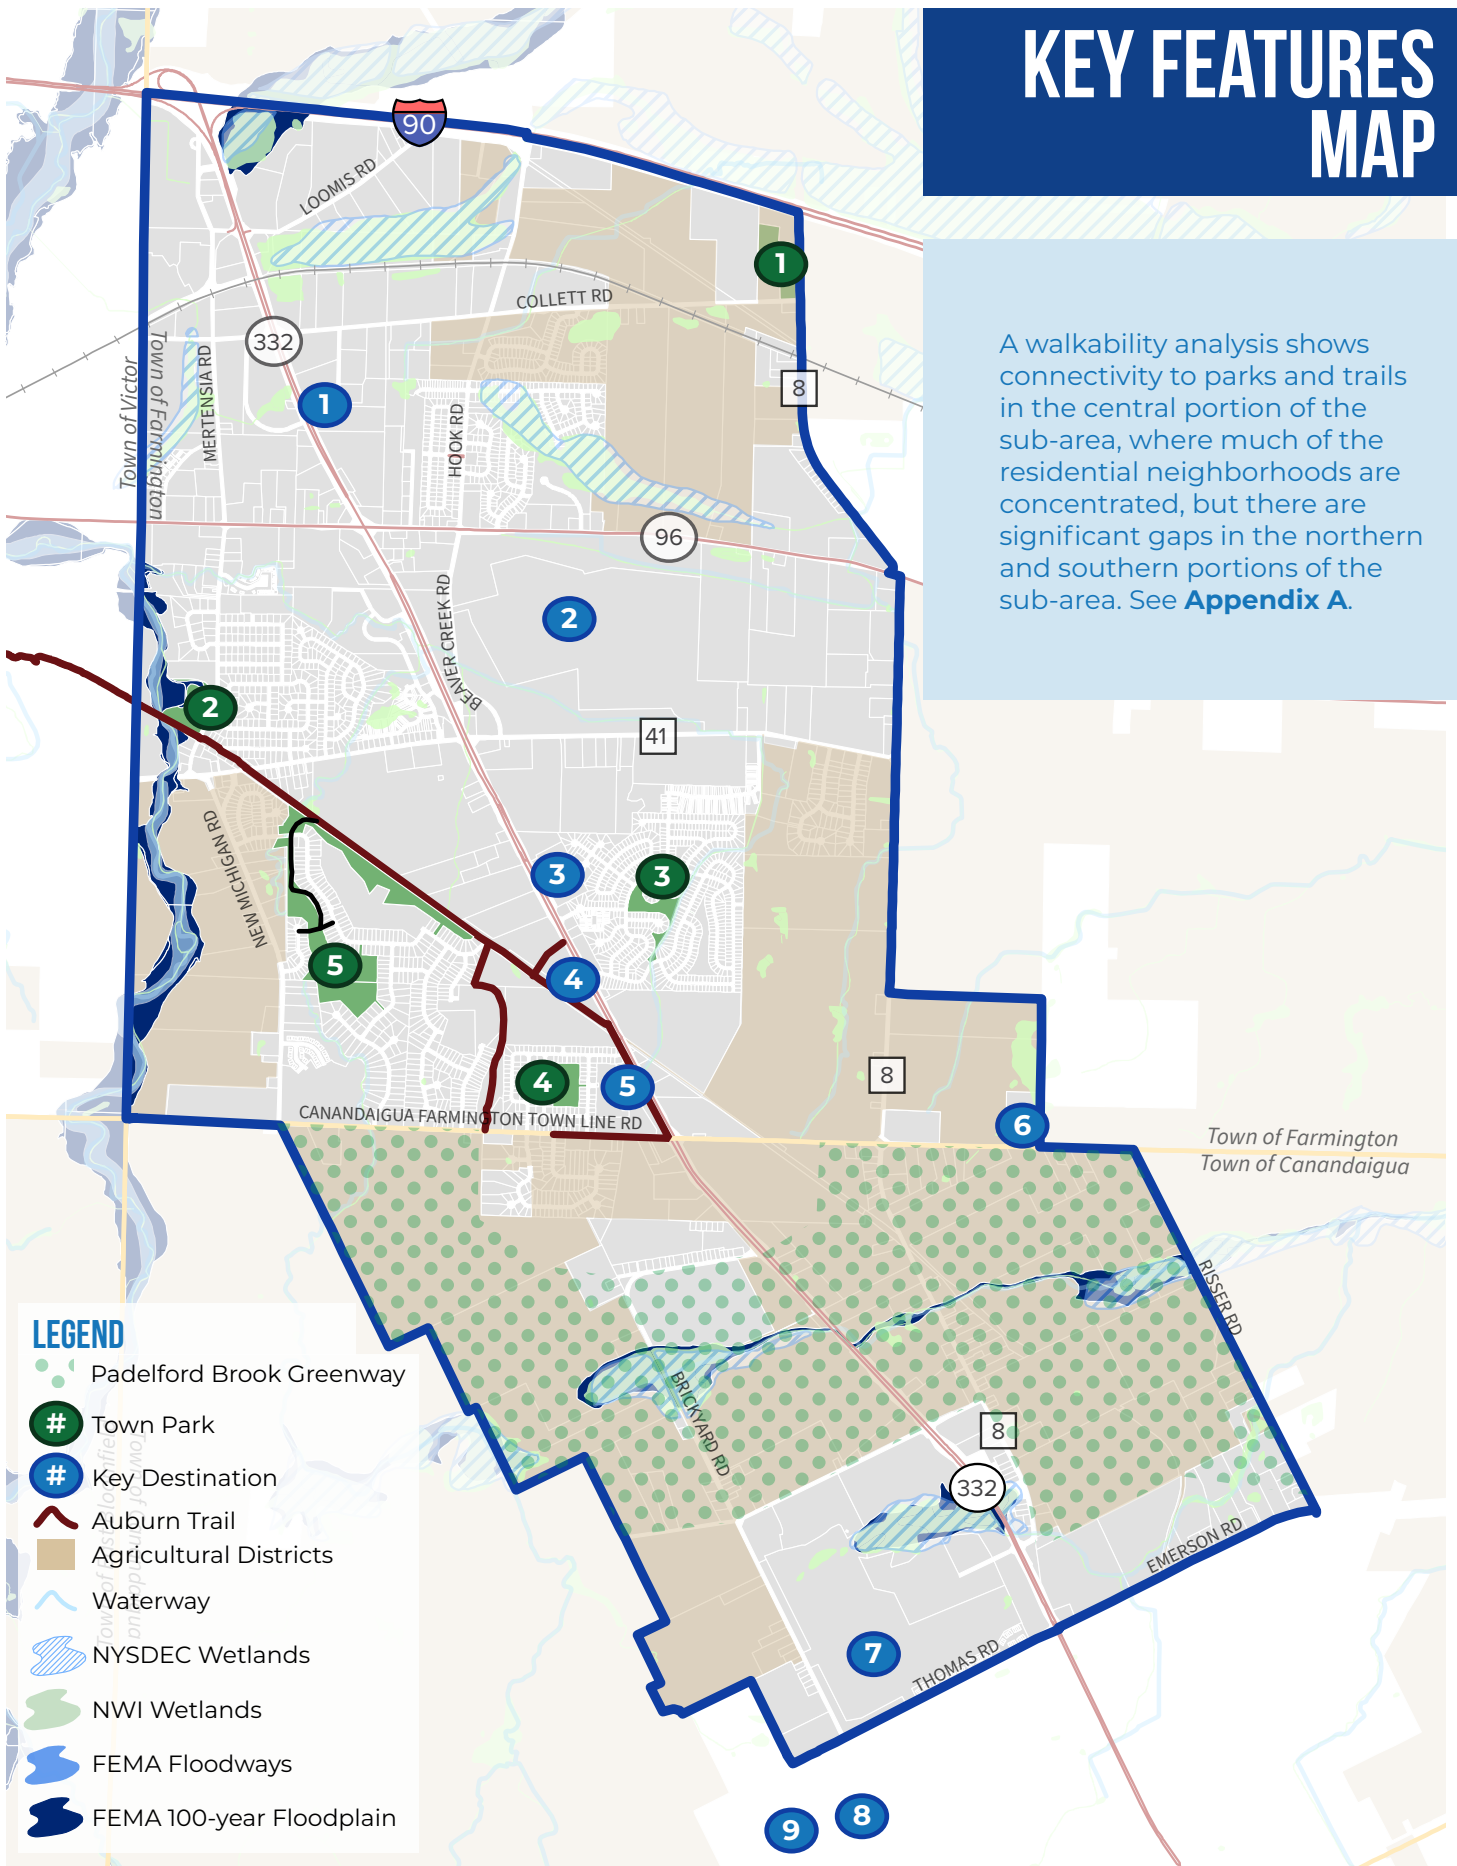 KEY FEATURES
MAP
A walkability analysis shows
connectivity to parks and trails
in the central portion of the
sub-area, where much of the
residential neighborhoods are
concentrated, but there are
significant gaps in the northern
and southern portions of the
sub-area. See Appendix A.
90
LOOMIS RD
1
COLLETT RD
332
8
Town of Victor
Town of Farmington
MERTENSIA RD
1
HOOK RD
96
2
BEAVER CREEK RD
2
41
NEW MICHIGAN RD
3
3
5
4
4
5
8
6
CANANDAIGUA FARMINGTON TOWN LINE RD
Town of Farmington
Town of Canandaigua
RISSER RD
BRICKYARD RD
8
332
EMERSON RD
7
THOMAS RD
8
9
LEGEND
Padelford Brook Greenway
# Town Park
# Key Destination
Auburn Trail
Agricultural Districts
Waterway
NYSDEC Wetlands
NWI Wetlands
FEMA Floodways
FEMA 100-year Floodplain